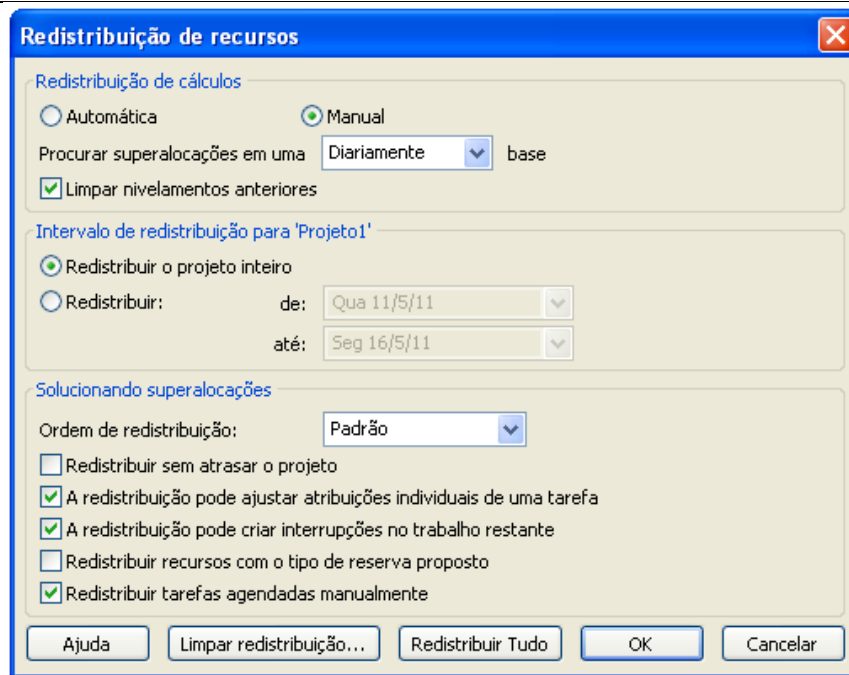 Redistribuição de recursos
Redistribuição de cálculos
Automática Manual
Procurar superalocações em uma Diariamente base
Limpar nivelamentos anteriores
Intervalo de redistribuição para 'Projeto1'
Redistribuir o projeto inteiro
Redistribuir: de: Qua 11/5/11
até: Seg 16/5/11
Solucionando superalocações
Ordem de redistribuição: Padrão
Redistribuir sem atrasar o projeto
A redistribuição pode ajustar atribuições individuais de uma tarefa
A redistribuição pode criar interrupções no trabalho restante
Redistribuir recursos com o tipo de reserva proposto
Redistribuir tarefas agendadas manualmente
Ajuda Limpar redistribuição... Redistribuir Tudo OK Cancelar